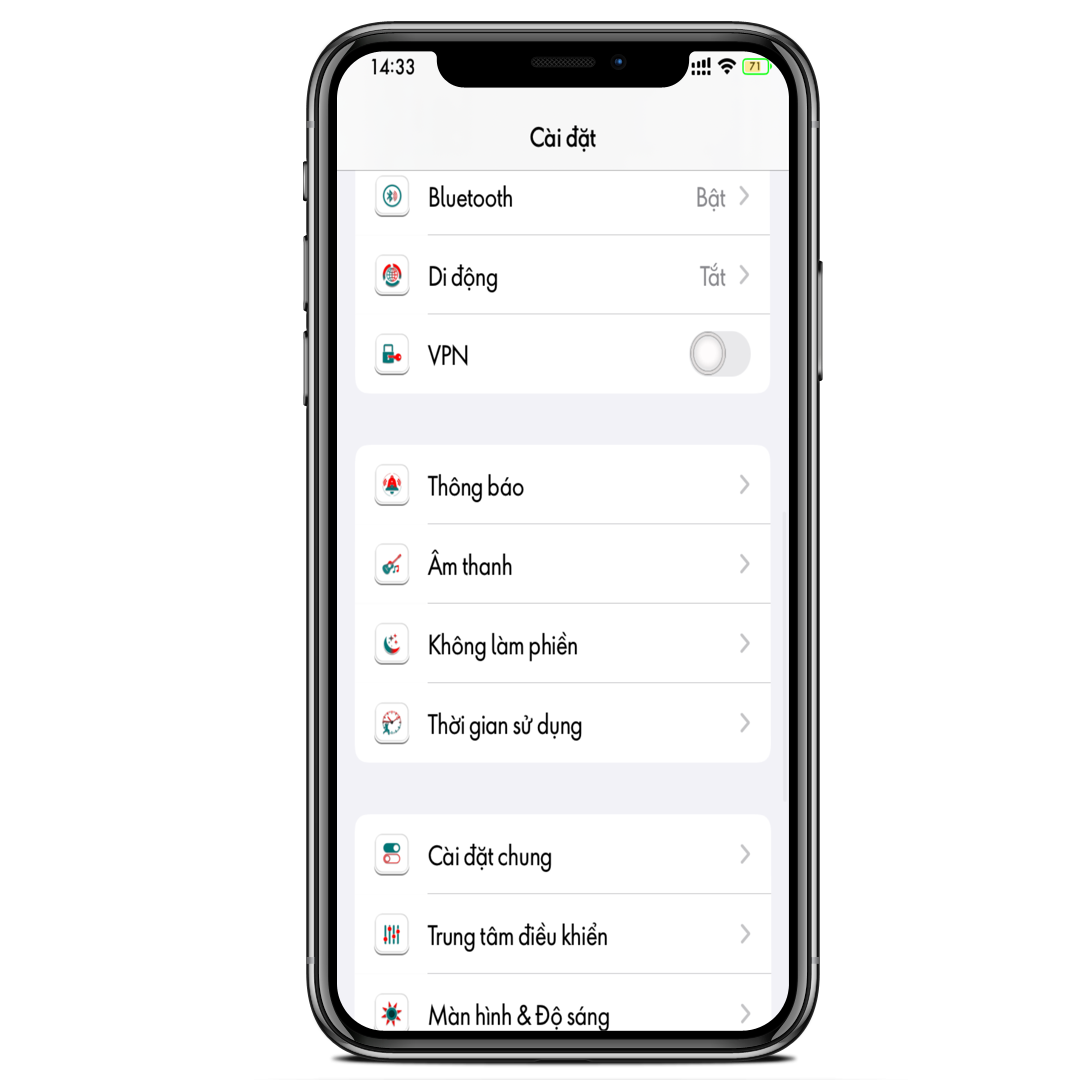 14:33
71
Cài đặt
Bluetooth Bật
Di động Tắt
VPN
Thông báo
Âm thanh
Không làm phiền
Thời gian sử dụng
Cài đặt chung
Trung tâm điều khiển
Màn hình & Độ sáng